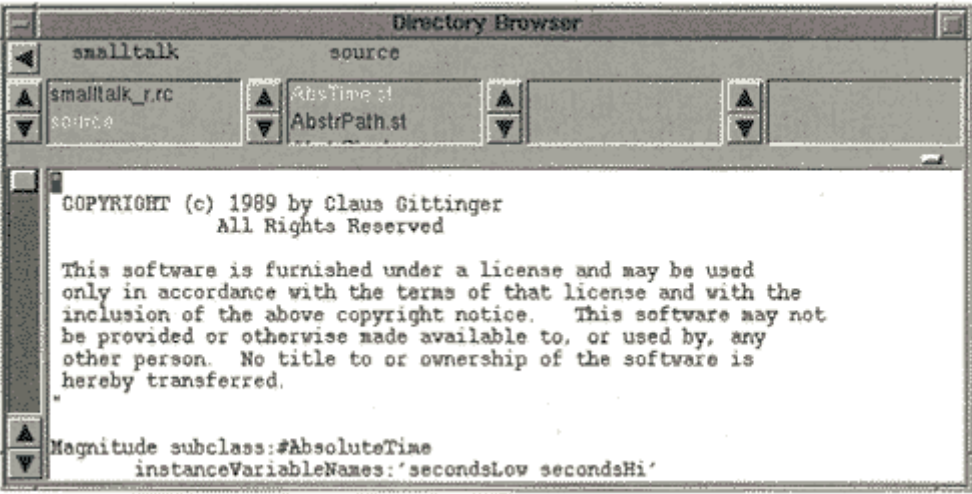 Directory Browser
smalltalk source
smalltalk_r.rc AbsTime.st
source AbstrPath.st
COPYRIGHT (c) 1989 by Claus Gittinger
All Rights Reserved
This software is furnished under a license and may be used
only in accordance with the terms of that license and with the
inclusion of the above copyright notice. This software may not
be provided or otherwise made available to, or used by, any
other person. No title to or ownership of the software is
hereby transferred.
"
Magnitude subclass:#AbsoluteTime
instanceVariableNames:'secondsLow secondsHi'